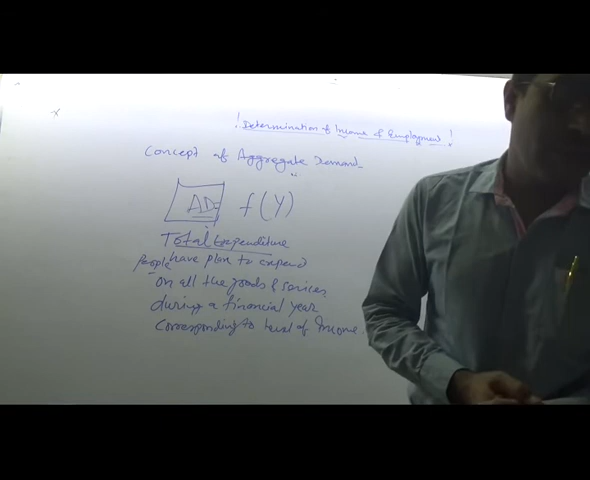 ! Determination of Income of Employment !
Concept of Aggregate Demand
AD = f(Y)
Total Expenditure
People have plan to expend
on all the goods & services
during a financial year
corresponding to level of Income.